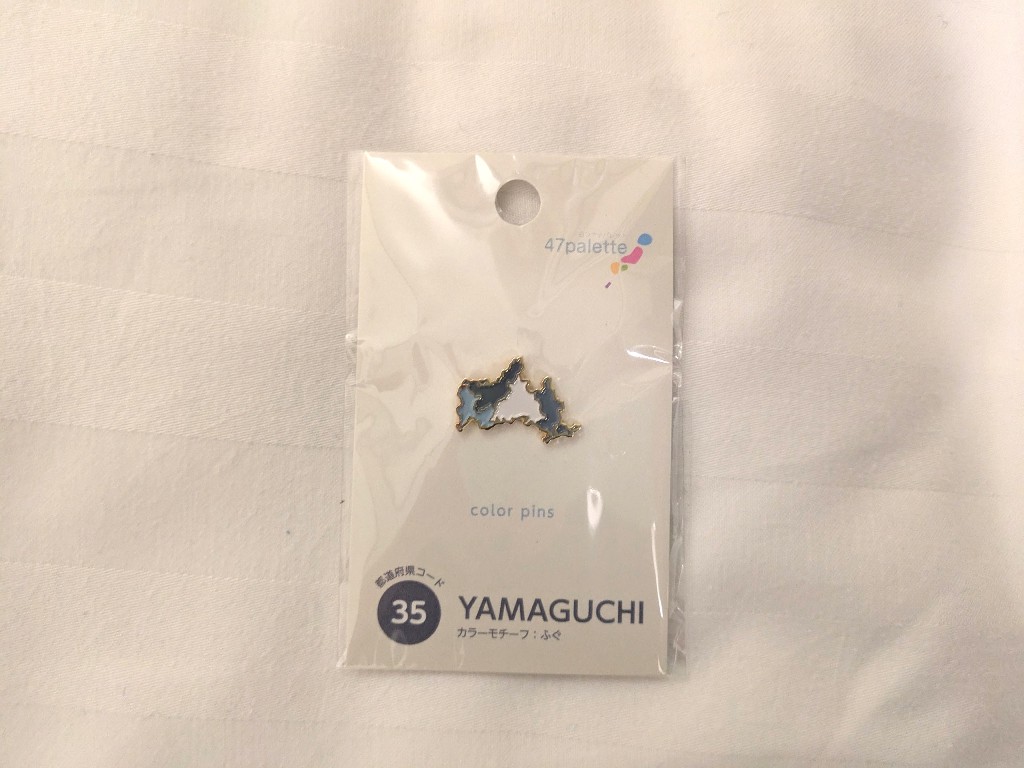 47palette
color pins
都道府県コード
35
YAMAGUCHI
カラーモチーフ：ふぐ